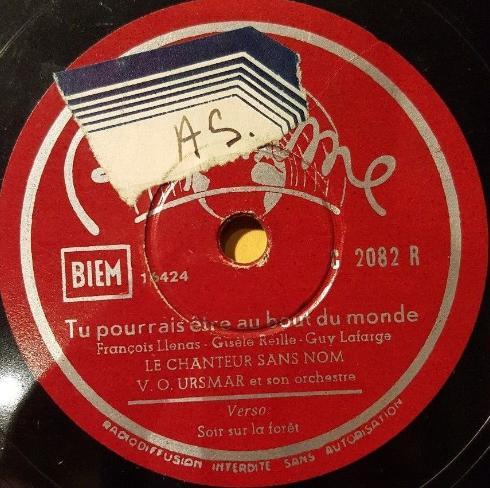 AS.
BIEM
16424
G 2082 R
Tu pourrais être au bout du monde
François Llenas - Gisèle Reille - Guy Lafarge
LE CHANTEUR SANS NOM
V. O. URSMAR et son orchestre
Verso:
Soir sur la forêt
RADIODIFFUSION INTERDITE SANS AUTORISATION